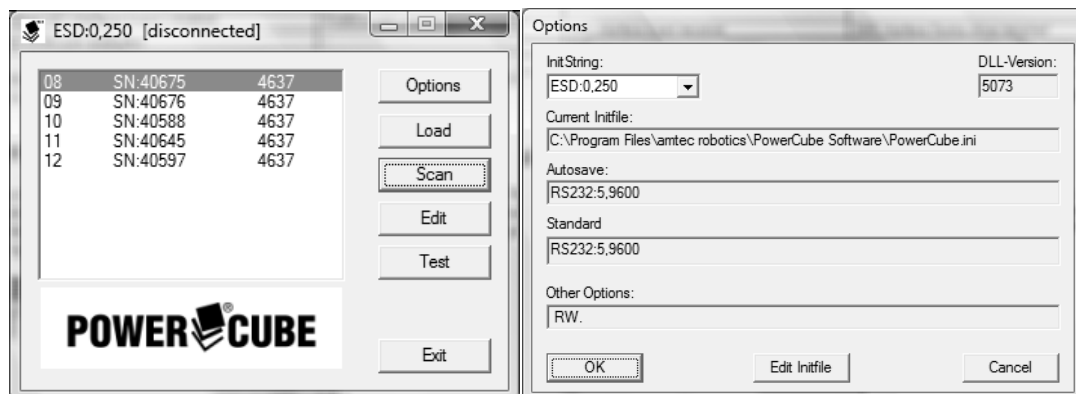 ESD:0,250 [disconnected]
08 SN:40675 4637
09 SN:40676 4637
10 SN:40588 4637
11 SN:40645 4637
12 SN:40597 4637
Options
Load
Scan
Edit
Test
Exit
POWER CUBE®
Options
InitString:
ESD:0,250
DLL-Version:
5073
Current Initfile:
C:\Program Files\amtec robotics\PowerCube Software\PowerCube.ini
Autosave:
RS232:5,9600
Standard
RS232:5,9600
Other Options:
RW.
OK
Edit Initfile
Cancel